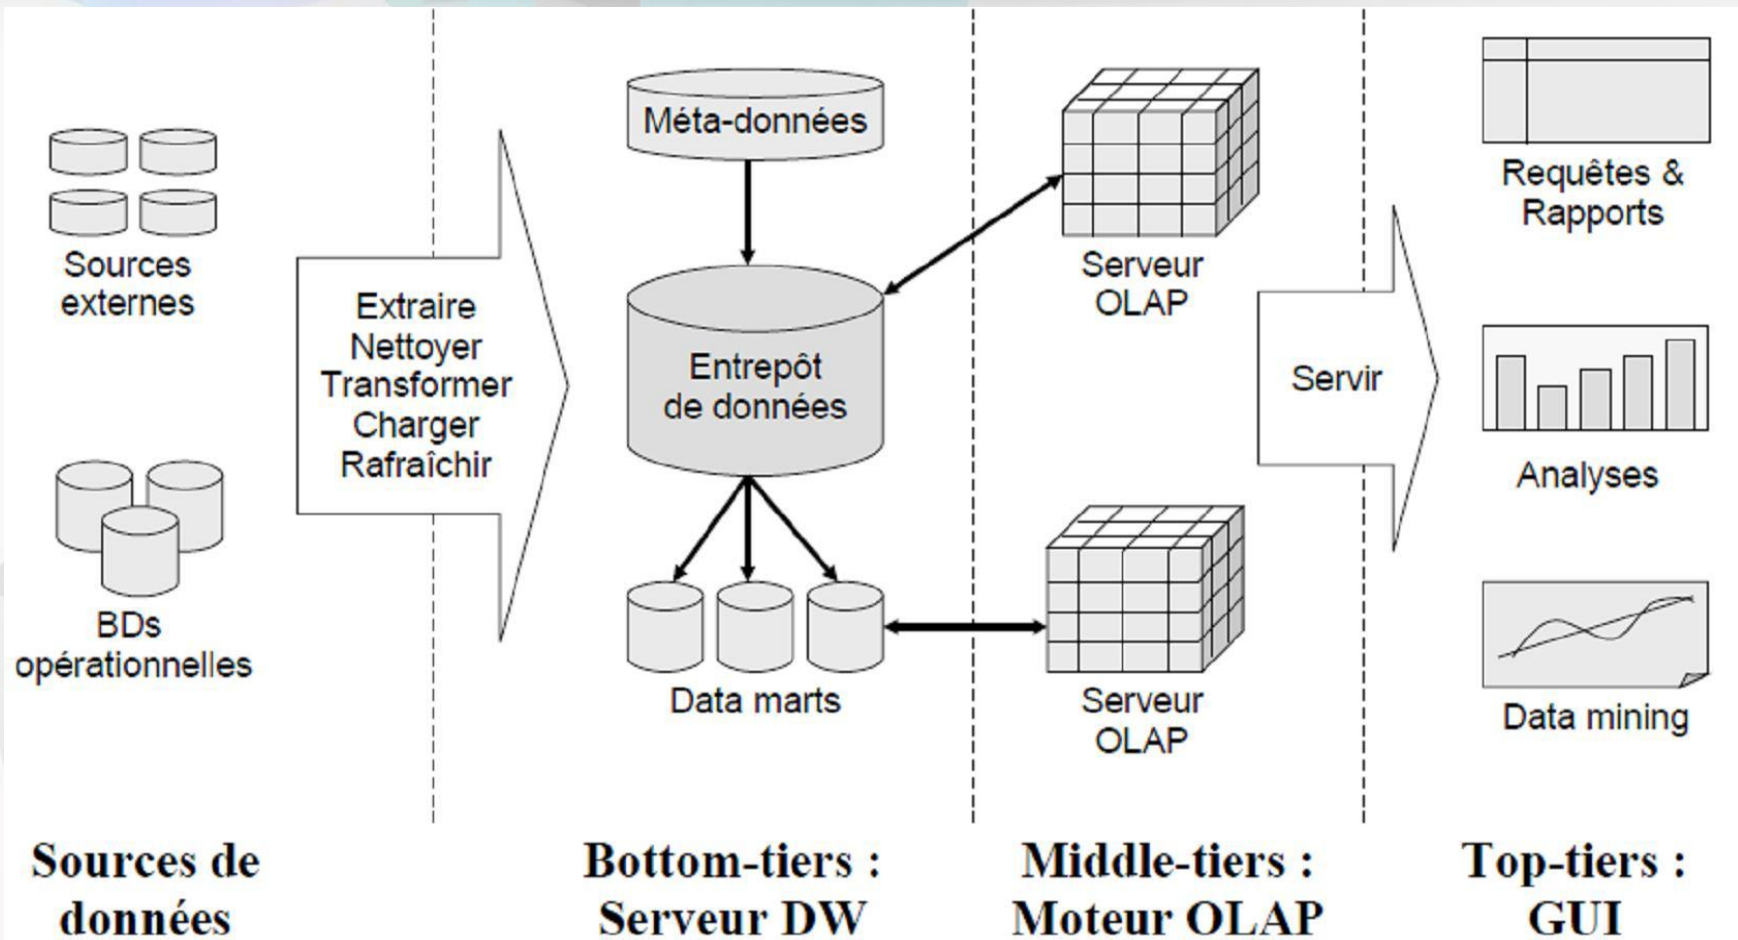 Sources
externes
BDs
opérationnelles
Extraire
Nettoyer
Transformer
Charger
Rafraîchir
Méta-données
Entrepôt
de données
Data marts
Serveur
OLAP
Serveur
OLAP
Servir
Requêtes &
Rapports
Analyses
Data mining
Sources de
données
Bottom-tiers :
Serveur DW
Middle-tiers :
Moteur OLAP
Top-tiers :
GUI